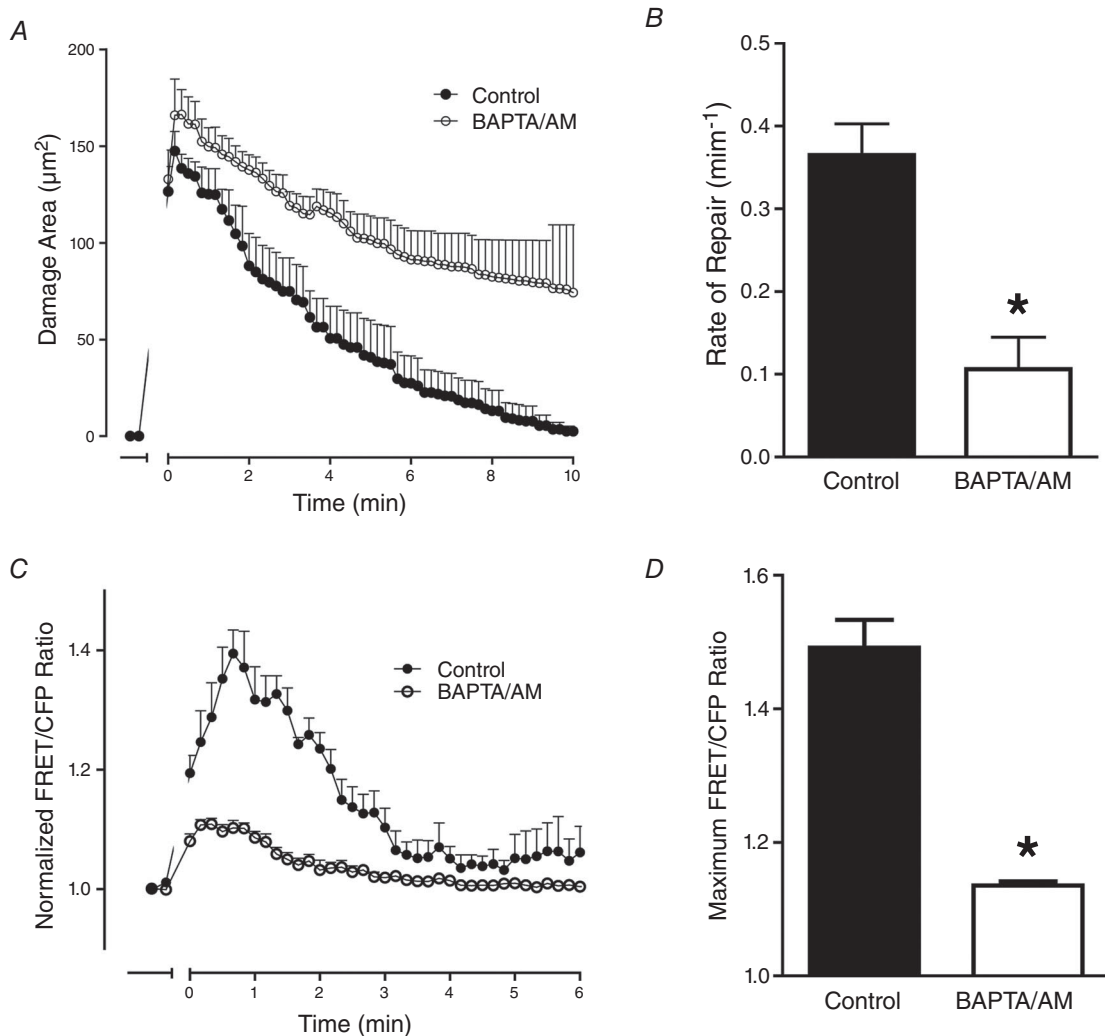 A
Damage Area (µm²)
200
150
100
50
0
Control
BAPTA/AM
0 2 4 6 8 10
Time (min)
B
Rate of Repair (mim⁻¹)
0.5
0.4
0.3
0.2
0.1
0.0
*
Control BAPTA/AM
C
Normalized FRET/CFP Ratio
1.4
1.2
1.0
Control
BAPTA/AM
0 1 2 3 4 5 6
Time (min)
D
Maximum FRET/CFP Ratio
1.6
1.4
1.2
1.0
*
Control BAPTA/AM